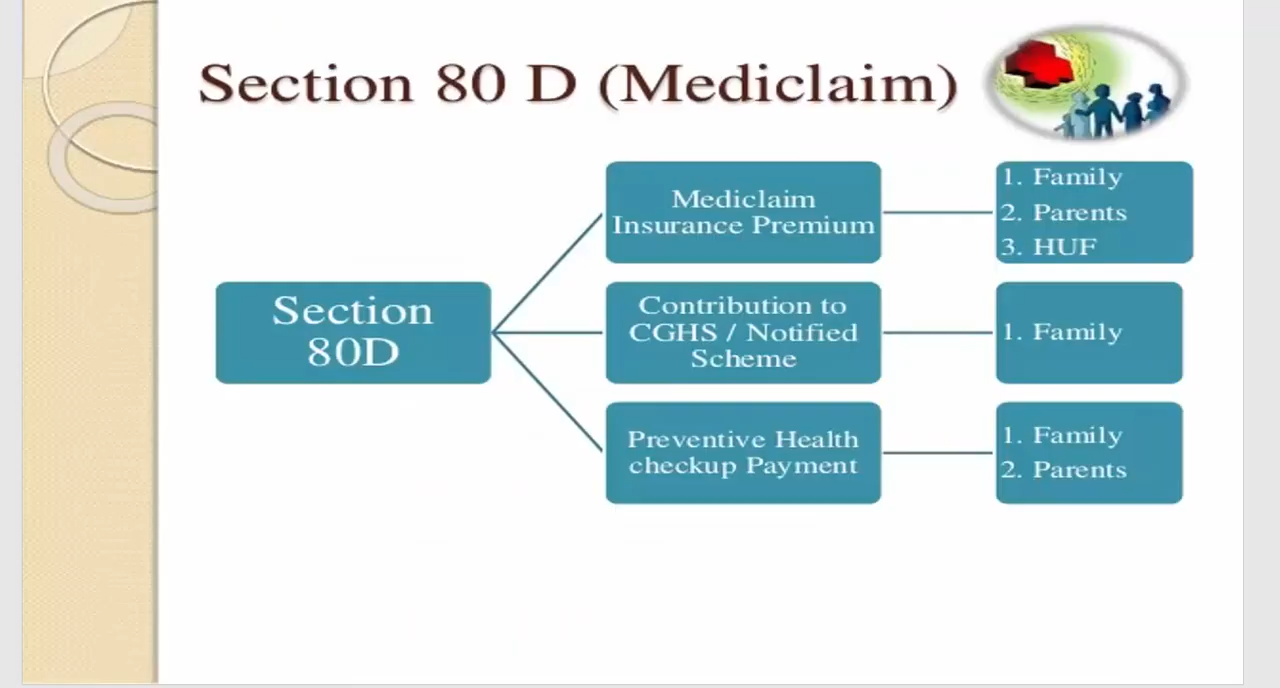 Section 80 D (Mediclaim)
Section
80D
Mediclaim
Insurance Premium
1. Family
2. Parents
3. HUF
Contribution to
CGHS / Notified
Scheme
1. Family
Preventive Health
checkup Payment
1. Family
2. Parents